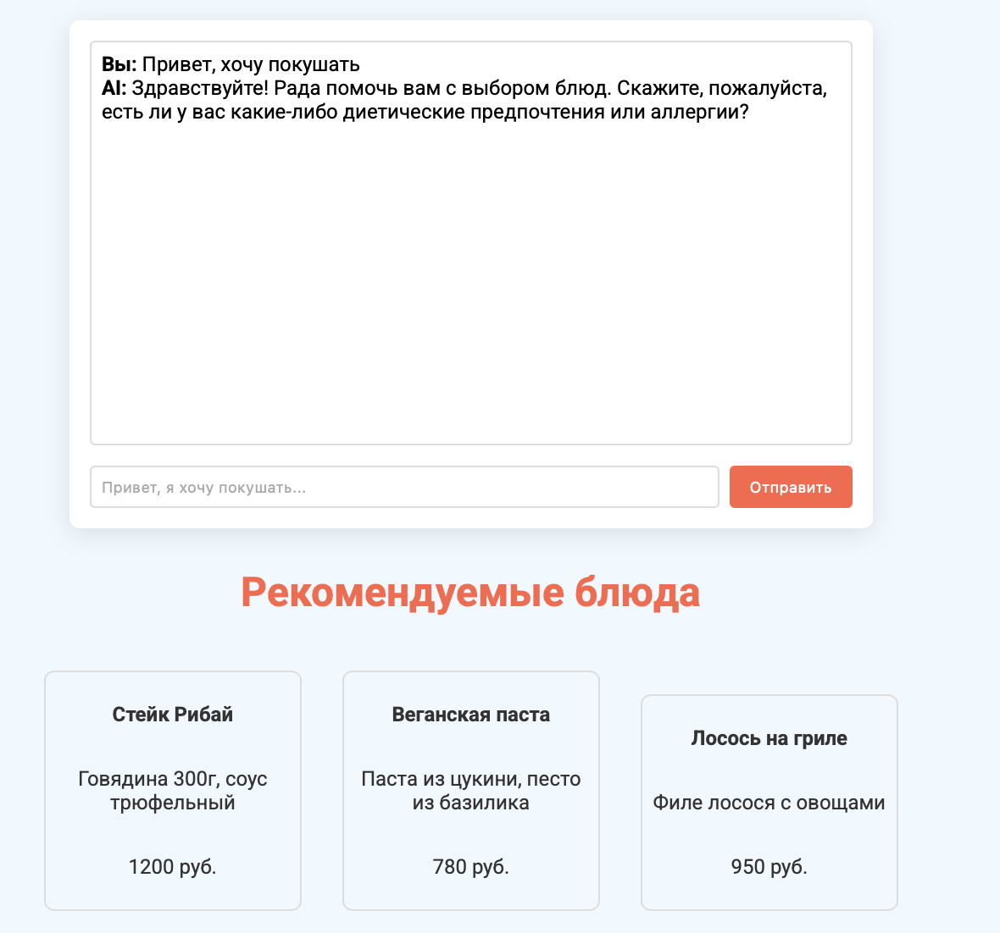 Вы: Привет, хочу покушать
AI: Здравствуйте! Рада помочь вам с выбором блюд. Скажите, пожалуйста,
есть ли у вас какие-либо диетические предпочтения или аллергии?
Привет, я хочу покушать...
Отправить
Рекомендуемые блюда
Стейк Рибай
Говядина 300г, соус
трюфельный
1200 руб.
Веганская паста
Паста из цукини, песто
из базилика
780 руб.
Лосось на гриле
Филе лосося с овощами
950 руб.